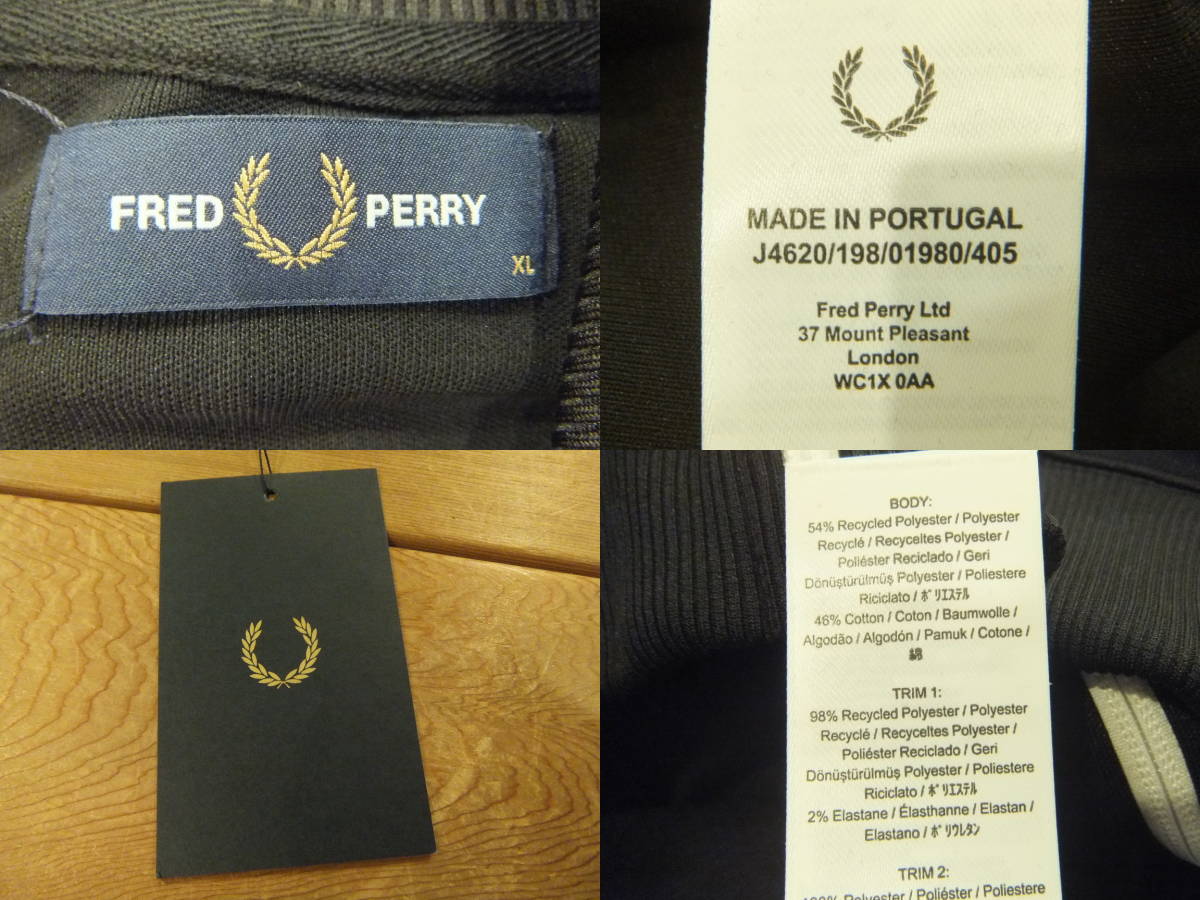 FRED PERRY
XL
MADE IN PORTUGAL
J4620/198/01980/405
Fred Perry Ltd
37 Mount Pleasant
London
WC1X 0AA
BODY:
54% Recycled Polyester / Polyester
Recyclé / Recyceltes Polyester /
Poliéster Reciclado / Geri
Dönüştürülmüş Polyester / Poliestere
Riciclato / ﾎﾟﾘｴｽﾃﾙ
46% Cotton / Coton / Baumwolle /
Algodão / Algodón / Pamuk / Cotone /
綿
TRIM 1:
98% Recycled Polyester / Polyester
Recyclé / Recyceltes Polyester /
/ Poliéster Reciclado / Geri
Dönüştürülmüş Polyester / Poliestere
Riciclato / ﾎﾟﾘｴｽﾃﾙ
2% Elastane / Élasthanne / Elastan /
Elastano / ﾎﾟﾘｳﾚﾀﾝ
TRIM 2:
100% Polyester / Poliéster / Poliestere